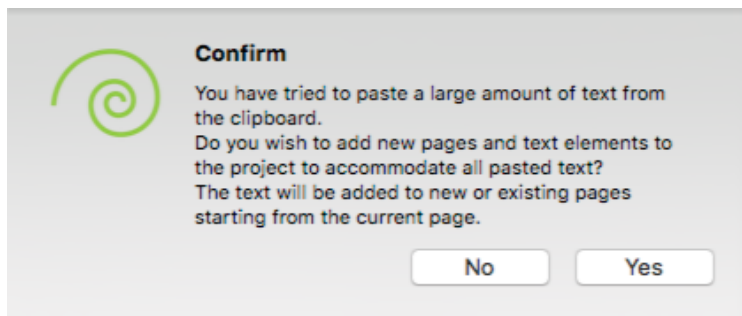 Confirm
You have tried to paste a large amount of text from
the clipboard.
Do you wish to add new pages and text elements to
the project to accommodate all pasted text?
The text will be added to new or existing pages
starting from the current page.
No Yes